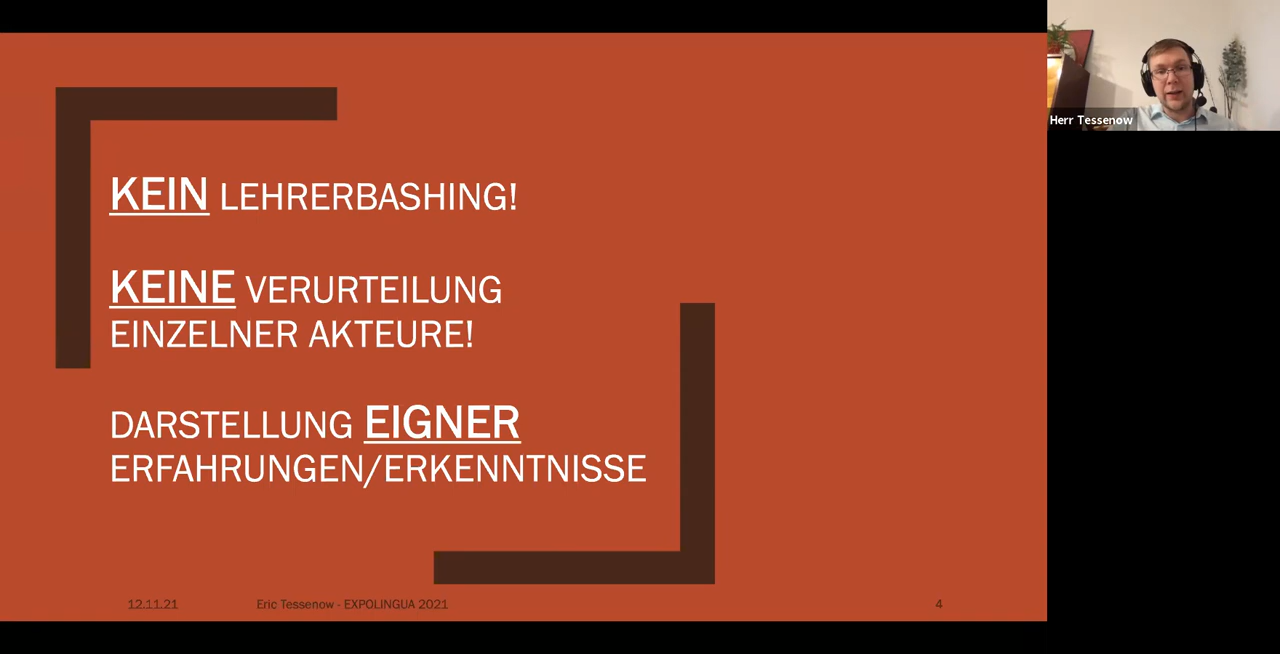 KEIN LEHRERBASHING!
KEINE VERURTEILUNG
EINZELNER AKTEURE!
DARSTELLUNG EIGNER
ERFAHRUNGEN/ERKENNTNISSE
12.11.21 Eric Tessenow - EXPOLINGUA 2021 4
Herr Tessenow